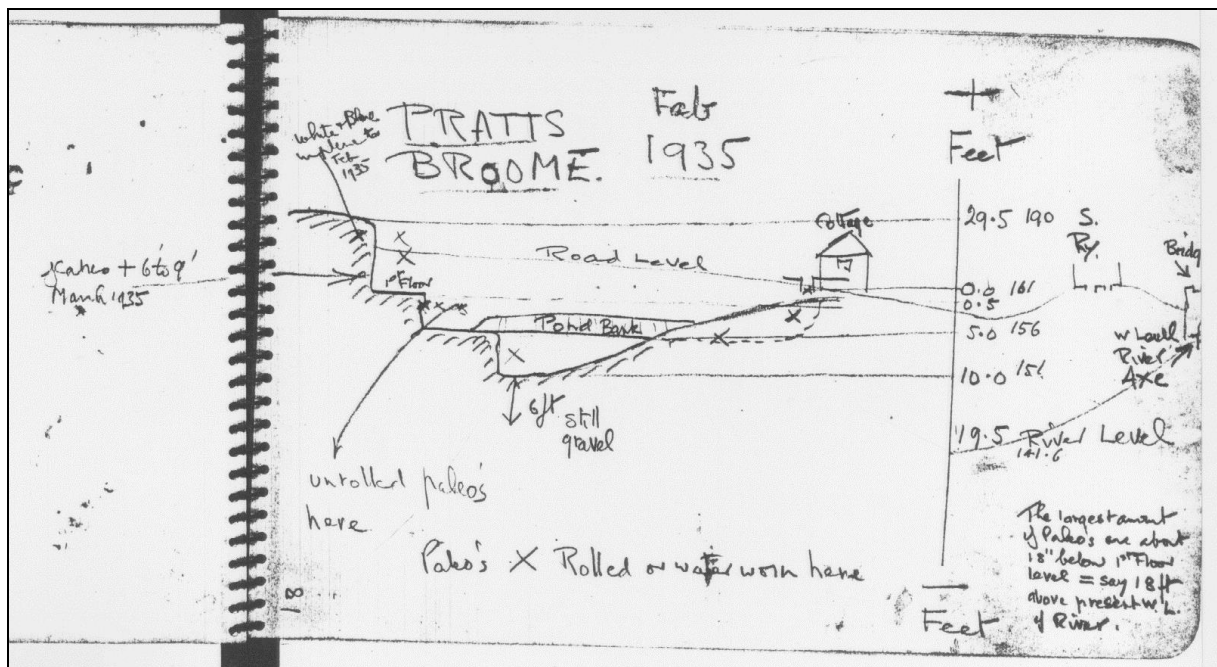 PRATTS
BROOME.
Feb
1935
white + Blue
implements
Feb
1935
+ 6' to 9'
March 1935
Feet
29.5 190
S.
Ry.
Cottage
Bridge
Road Level
1st Floor
0.0 161
0.5
Pond Bank
5.0 156
W Level
River
AXE
10.0 151
6ft still
gravel
19.5 River Level
141.6
unrolled paleo's
here
Paleo's X Rolled or water worn here
The largest amount
of Paleo's are about
18" below 1st Floor
level = say 18 ft
above present W.L.
of River.
Feet
18